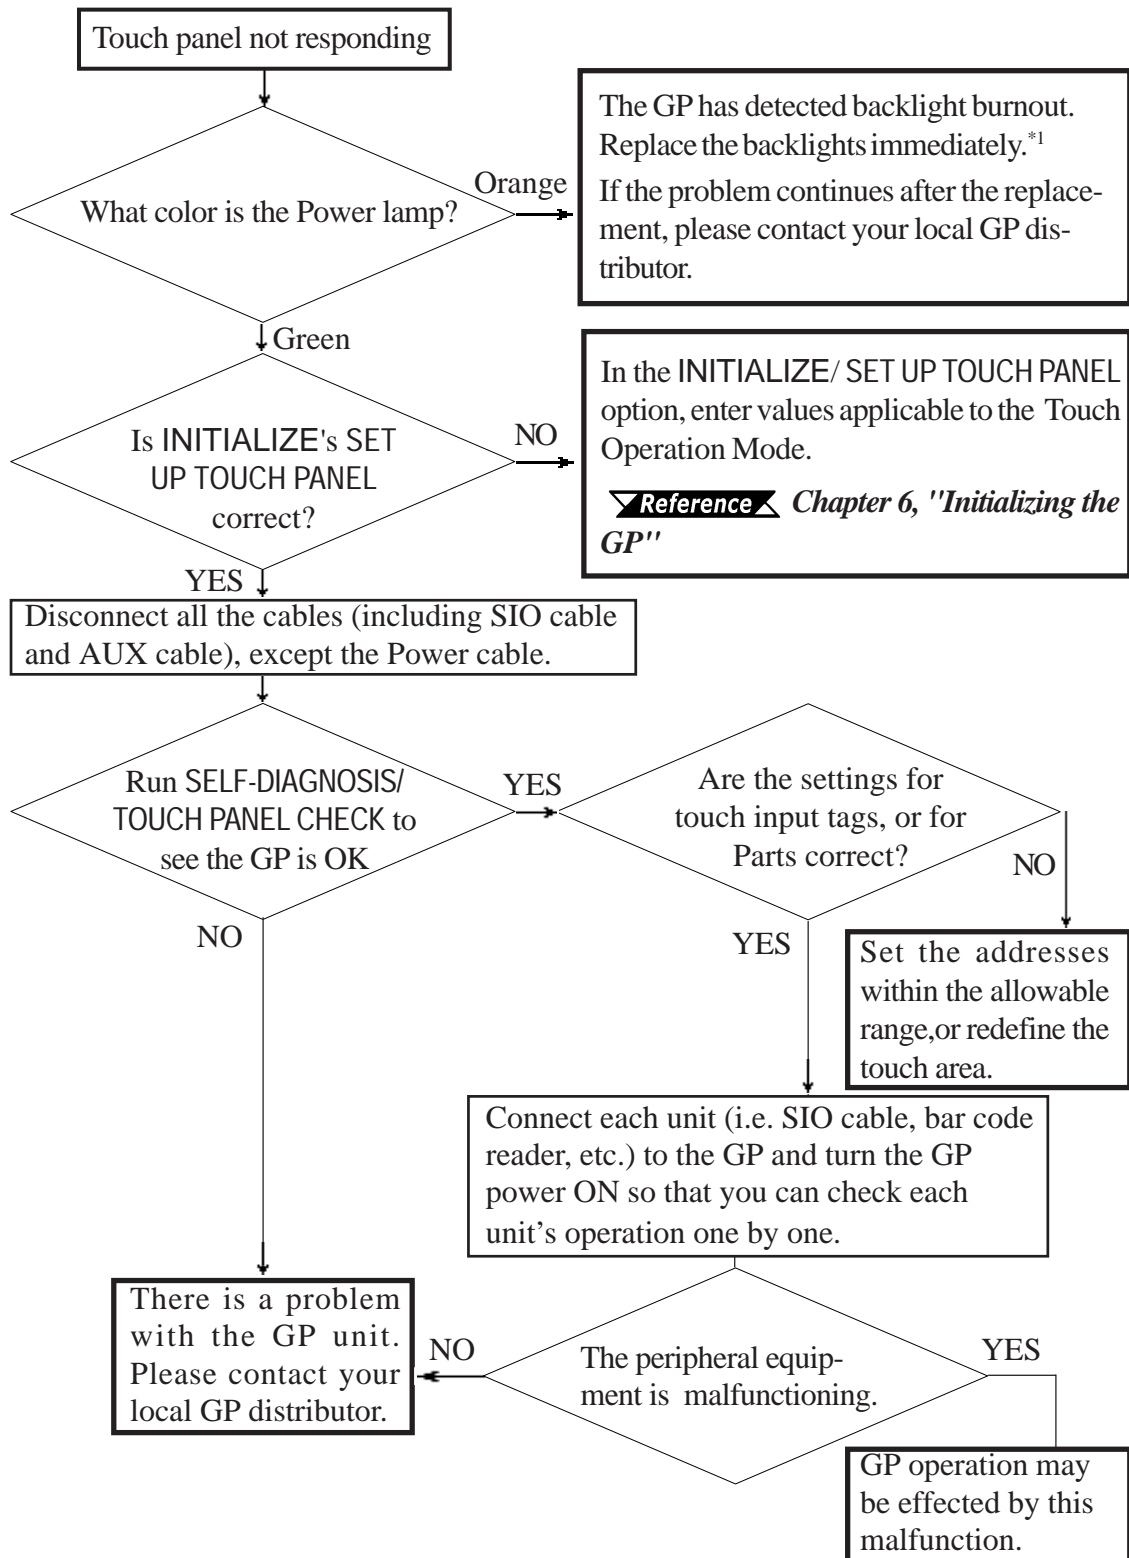 Touch panel not responding
The GP has detected backlight burnout.
Replace the backlights immediately.*1
If the problem continues after the replace-
ment, please contact your local GP dis-
tributor.
What color is the Power lamp?
Orange
Green
In the INITIALIZE/ SET UP TOUCH PANEL
option, enter values applicable to the Touch
Operation Mode.
Reference Chapter 6, "Initializing the
GP"
Is INITIALIZE's SET
UP TOUCH PANEL
correct?
NO
YES
Disconnect all the cables (including SIO cable
and AUX cable), except the Power cable.
Run SELF-DIAGNOSIS/
TOUCH PANEL CHECK to
see the GP is OK
YES
Are the settings for
touch input tags, or for
Parts correct?
NO
NO
YES
Set the addresses
within the allowable
range,or redefine the
touch area.
Connect each unit (i.e. SIO cable, bar code
reader, etc.) to the GP and turn the GP
power ON so that you can check each
unit's operation one by one.
There is a problem
with the GP unit.
Please contact your
local GP distributor.
NO
The peripheral equip-
ment is malfunctioning.
YES
GP operation may
be effected by this
malfunction.